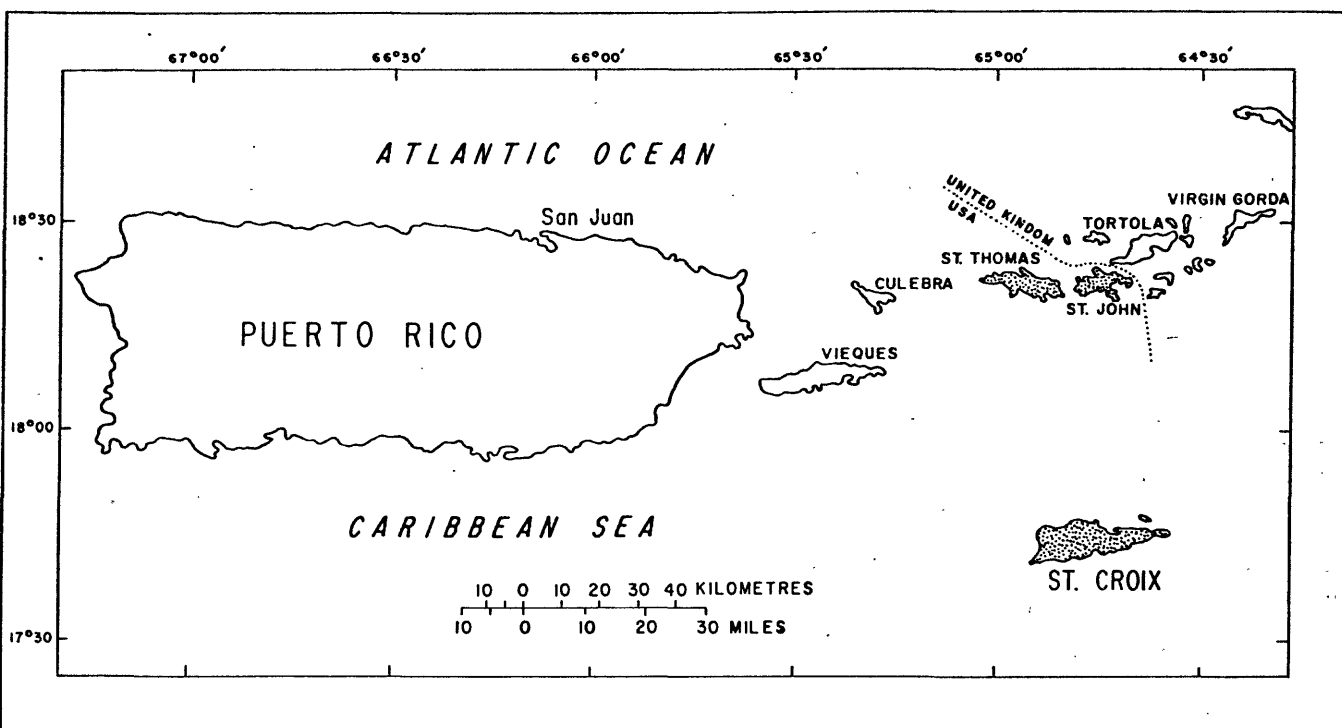 67°00' 66°30' 66°00' 65°30' 65°00' 64°30'
ATLANTIC OCEAN
UNITED KINDOM
USA
VIRGIN GORDA
18°30
San Juan
TORTOLA
ST. THOMAS
CULEBRA
ST. JOHN
PUERTO RICO
VIEQUES
18°00
CARIBBEAN SEA
ST. CROIX
10 0 10 20 30 40 KILOMETRES
10 0 10 20 30 MILES
17°30